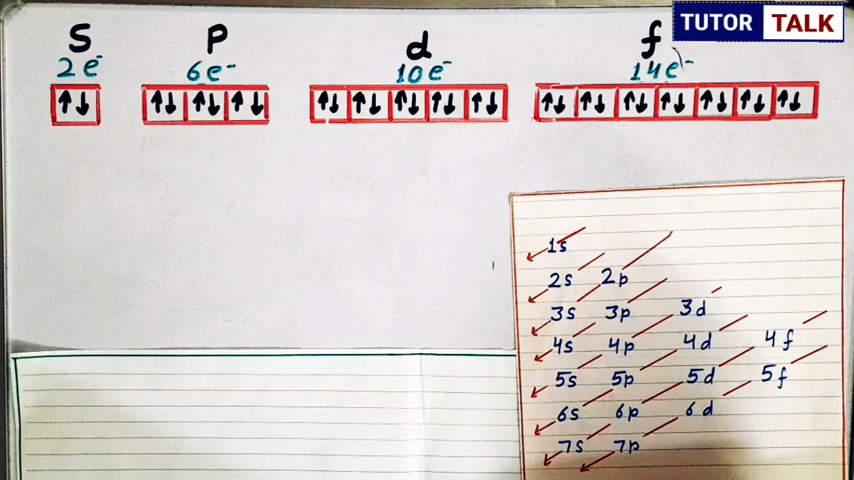 TUTOR TALK
S P d f
2e⁻ 6e⁻ 10e⁻ 14e⁻
1s
2s 2p
3s 3p 3d
4s 4p 4d 4f
5s 5p 5d 5f
6s 6p 6d
7s 7p